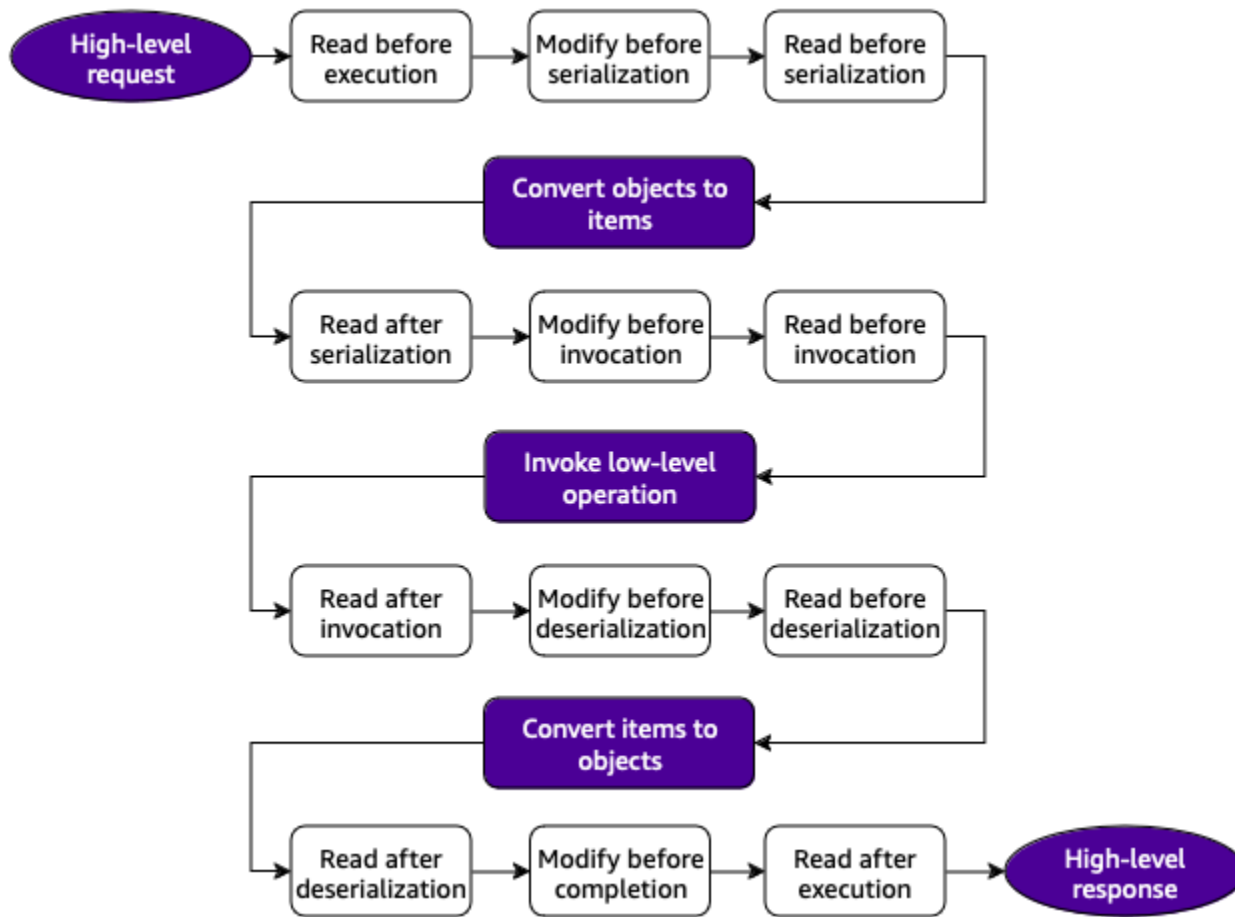 High-level
request
Read before
execution
Modify before
serialization
Read before
serialization
Convert objects to
items
Read after
serialization
Modify before
invocation
Read before
invocation
Invoke low-level
operation
Read after
invocation
Modify before
deserialization
Read before
deserialization
Convert items to
objects
Read after
deserialization
Modify before
completion
Read after
execution
High-level
response